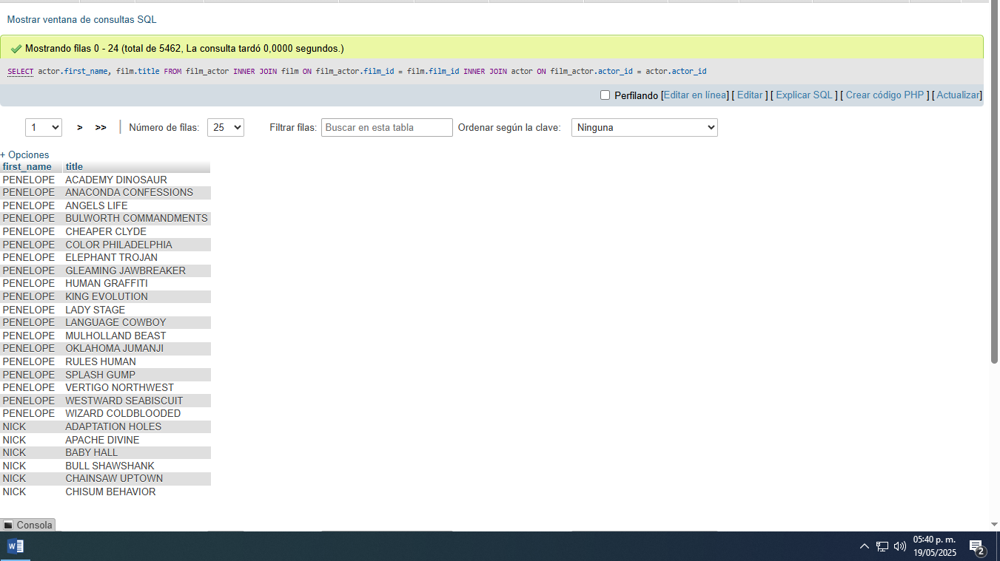 Mostrar ventana de consultas SQL
Mostrando filas 0 - 24 (total de 5462, La consulta tardó 0,0000 segundos.)
SELECT actor.first_name, film.title FROM film_actor INNER JOIN film ON film_actor.film_id = film.film_id INNER JOIN actor ON film_actor.actor_id = actor.actor_id
Perfilando [Editar en línea] [ Editar ] [ Explicar SQL ] [ Crear código PHP ] [ Actualizar]
1 > >> | Número de filas: 25 Filtrar filas: Buscar en esta tabla Ordenar según la clave: Ninguna
+ Opciones
first_name title
PENELOPE ACADEMY DINOSAUR
PENELOPE ANACONDA CONFESSIONS
PENELOPE ANGELS LIFE
PENELOPE BULWORTH COMMANDMENTS
PENELOPE CHEAPER CLYDE
PENELOPE COLOR PHILADELPHIA
PENELOPE ELEPHANT TROJAN
PENELOPE GLEAMING JAWBREAKER
PENELOPE HUMAN GRAFFITI
PENELOPE KING EVOLUTION
PENELOPE LADY STAGE
PENELOPE LANGUAGE COWBOY
PENELOPE MULHOLLAND BEAST
PENELOPE OKLAHOMA JUMANJI
PENELOPE RULES HUMAN
PENELOPE SPLASH GUMP
PENELOPE VERTIGO NORTHWEST
PENELOPE WESTWARD SEABISCUIT
PENELOPE WIZARD COLDBLOODED
NICK ADAPTATION HOLES
NICK APACHE DIVINE
NICK BABY HALL
NICK BULL SHAWSHANK
NICK CHAINSAW UPTOWN
NICK CHISUM BEHAVIOR
Consola
W
05:40 p. m.
19/05/2025
2